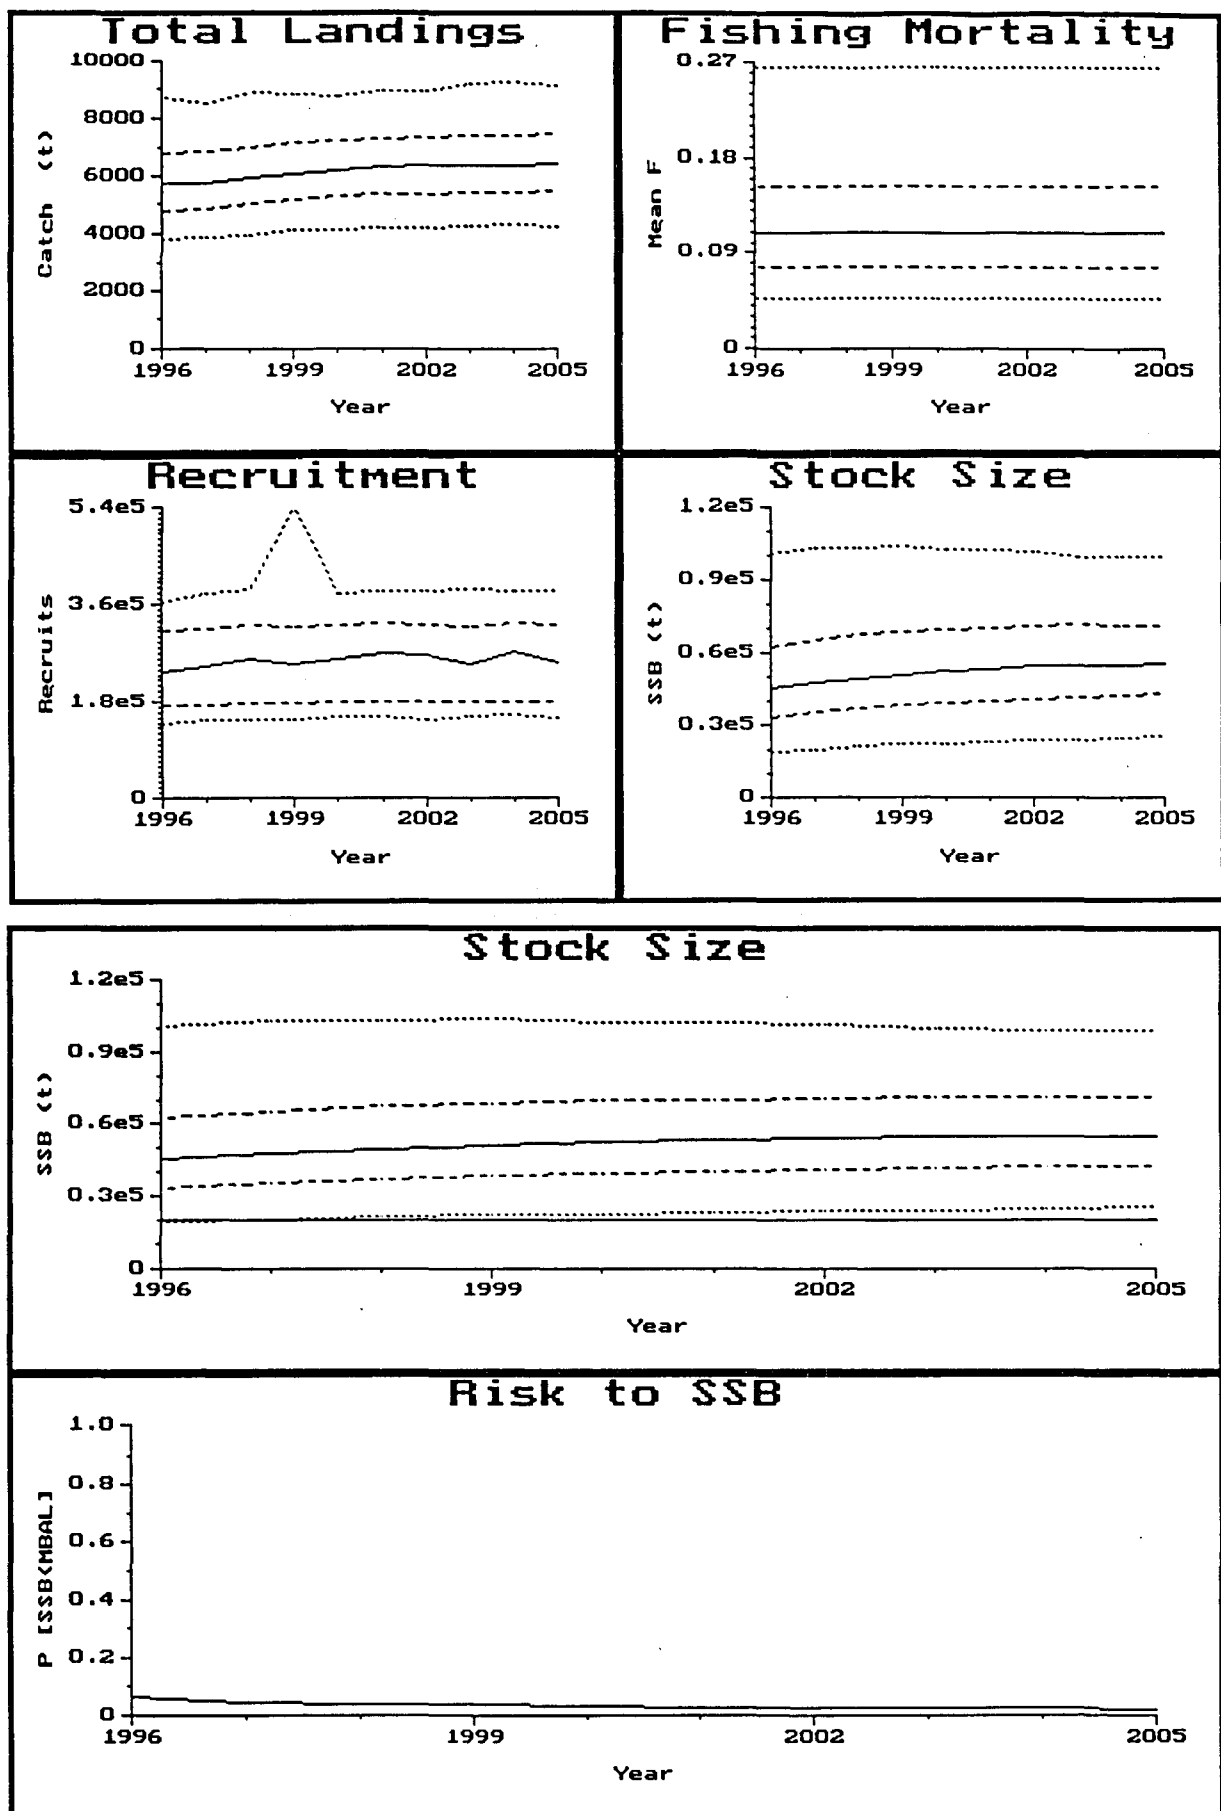 Total Landings
10000
8000
6000
4000
2000
0
Catch (t)
1996 1999 2002 2005
Year
Fishing Mortality
0.27
0.18
0.09
0
Mean F
1996 1999 2002 2005
Year
Recruitment
5.4e5
3.6e5
1.8e5
0
Recruits
1996 1999 2002 2005
Year
Stock Size
1.2e5
0.9e5
0.6e5
0.3e5
0
SSB (t)
1996 1999 2002 2005
Year
Stock Size
1.2e5
0.9e5
0.6e5
0.3e5
0
SSB (t)
1996 1999 2002 2005
Year
Risk to SSB
1.0
0.8
0.6
0.4
0.2
0
P [SSB<MBAL]
1996 1999 2002 2005
Year